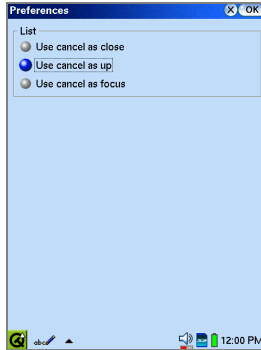 Preferences OK
List
Use cancel as close
Use cancel as up
Use cancel as focus
abc 12:00 PM